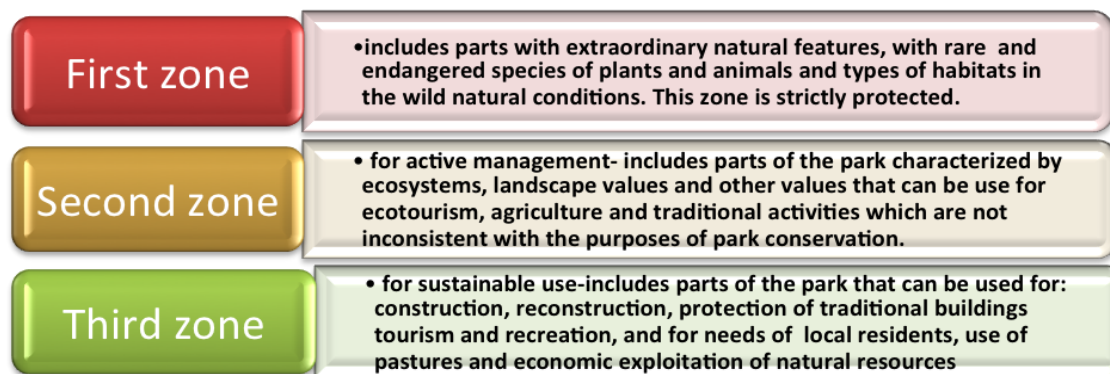 First zone
•includes parts with extraordinary natural features, with rare and
endangered species of plants and animals and types of habitats in
the wild natural conditions. This zone is strictly protected.
Second zone
• for active management- includes parts of the park characterized by
ecosystems, landscape values and other values that can be use for
ecotourism, agriculture and traditional activities which are not
inconsistent with the purposes of park conservation.
Third zone
• for sustainable use-includes parts of the park that can be used for:
construction, reconstruction, protection of traditional buildings
tourism and recreation, and for needs of local residents, use of
pastures and economic exploitation of natural resources